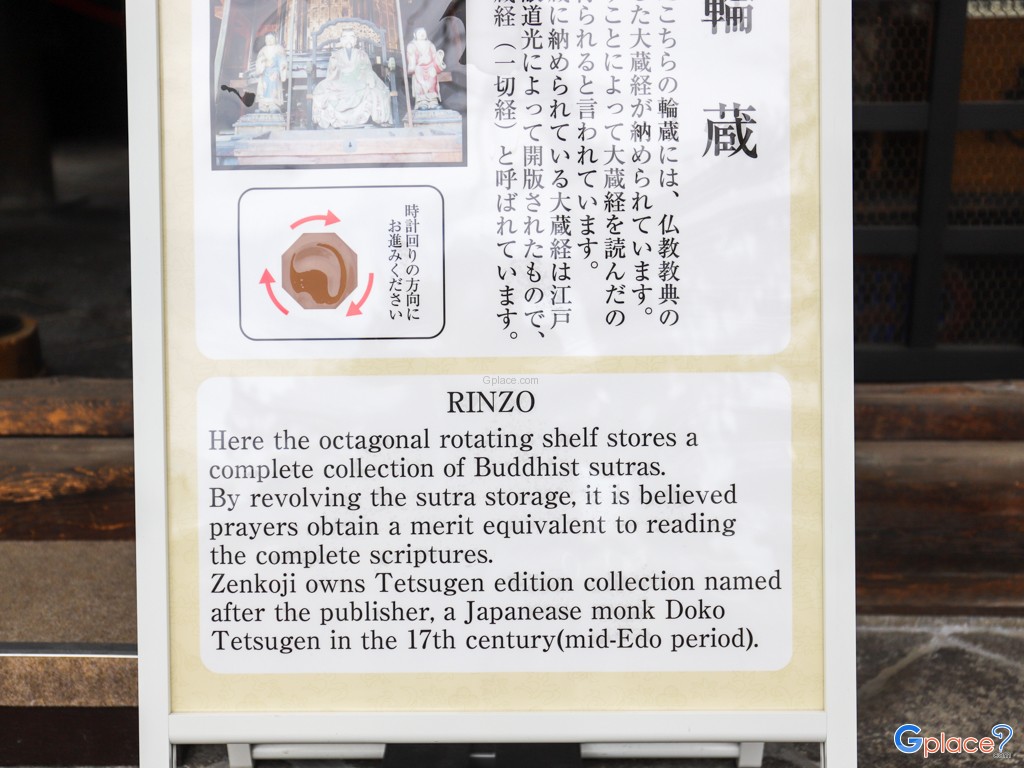 輪蔵
こちらの輪蔵には、仏教教典の
した大蔵経が納められています。
ことによって大蔵経を読んだの
得られると言われています。
蔵に納められている大蔵経は江戸
眼道光によって開版されたもので、
蔵経（一切経）と呼ばれています。
時計回りの方向に
お進みください
Gplace.com
RINZO
Here the octagonal rotating shelf stores a
complete collection of Buddhist sutras.
By revolving the sutra storage, it is believed
prayers obtain a merit equivalent to reading
the complete scriptures.
Zenkoji owns Tetsugen edition collection named
after the publisher, a Japanease monk Doko
Tetsugen in the 17th century(mid-Edo period).
Gplace
.com